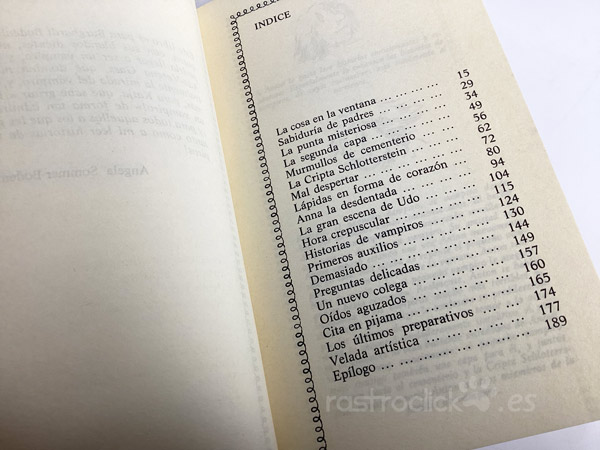 INDICE
La cosa en la ventana ... ... ... ... ... 15
Sabiduría de padres ... ... ... ... ... 29
La punta misteriosa ... ... ... ... ... 34
La segunda capa ... ... ... ... ... 49
Murmullos de cementerio ... ... ... ... 56
La Cripta Schlotterstein ... ... ... ... 62
Mal despertar ... ... ... ... ... ... 72
Lápidas en forma de corazón ... ... ... 80
Anna la desdentada ... ... ... ... ... 94
La gran escena de Udo ... ... ... ... 104
Hora crepuscular ... ... ... ... ... 115
Historias de vampiros ... ... ... ... 124
Primeros auxilios ... ... ... ... ... 130
Demasiado ... ... ... ... ... ... 144
Preguntas delicadas ... ... ... ... ... 149
Un nuevo colega ... ... ... ... ... 157
Oídos aguzados ... ... ... ... ... 160
Cita en pijama ... ... ... ... ... 165
Los últimos preparativos ... ... ... ... 174
Velada artística ... ... ... ... ... 177
Epílogo ... ... ... ... ... ... ... 189
rastroclick.es